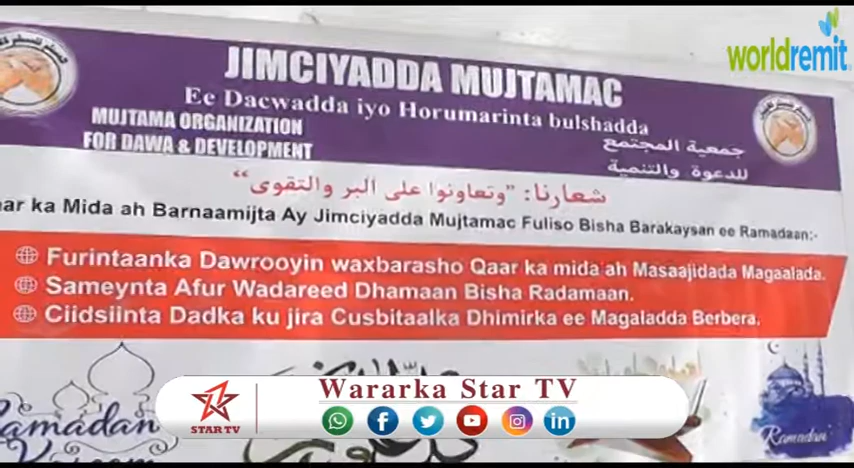 worldremit
JIMCIYADDA MUJTAMAC
Ee Dacwadda iyo Horumarinta bulshadda
MUJTAMA ORGANIZATION
FOR DAWA & DEVELOPMENT
جمعية المجتمع
للدعوة والتنمية
شعارنا: "وتعاونوا على البر والتقوى"
ka Mida ah Barnaamijta Ay Jimciyadda Mujtamac Fuliso Bisha Barakaysan ee Ramadaan:-
Furintaanka Dawrooyin waxbarasho Qaar ka mida ah Masaajidada Magaalada.
Sameynta Afur Wadareed Dhamaan Bisha Radamaan.
Ciidsiinta Dadka ku jira Cusbitaalka Dhimirka ee Magaladda Berbera.
Ramadan
Wararka Star TV
STAR TV